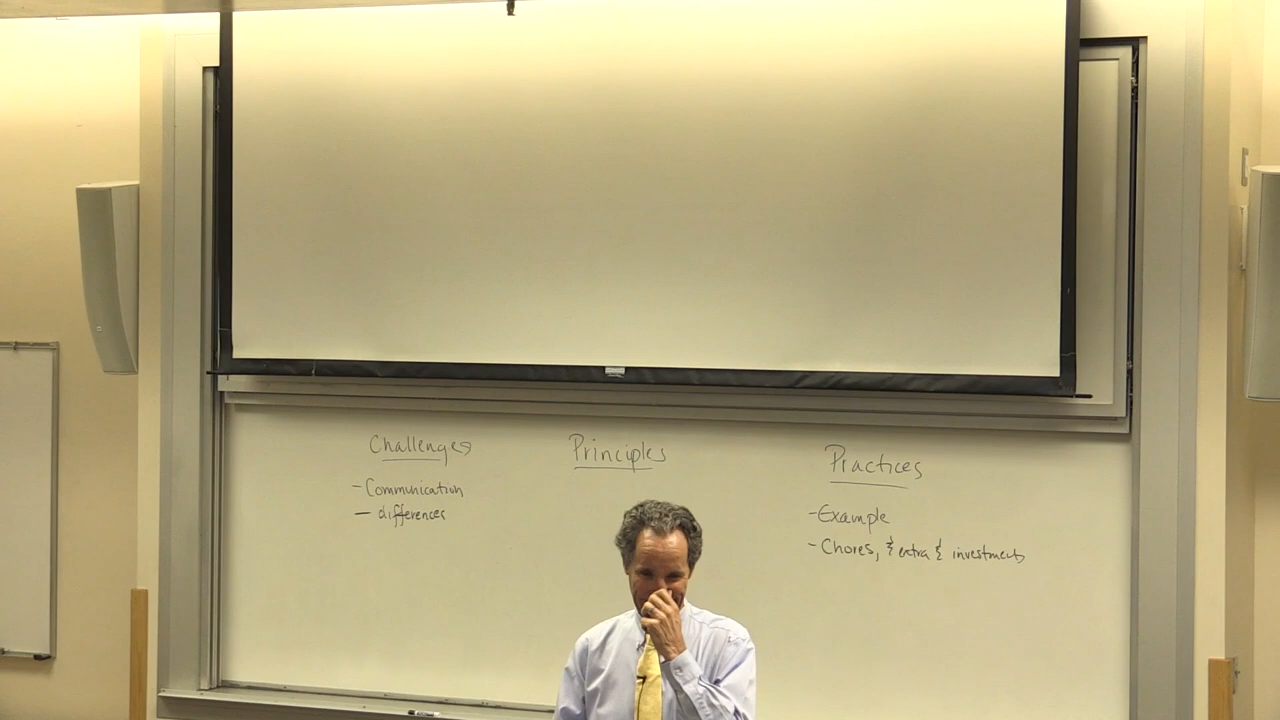 Challenges
- Communication
- differences
Principles
Practices
- Example
- Chores, $ extra $ investments